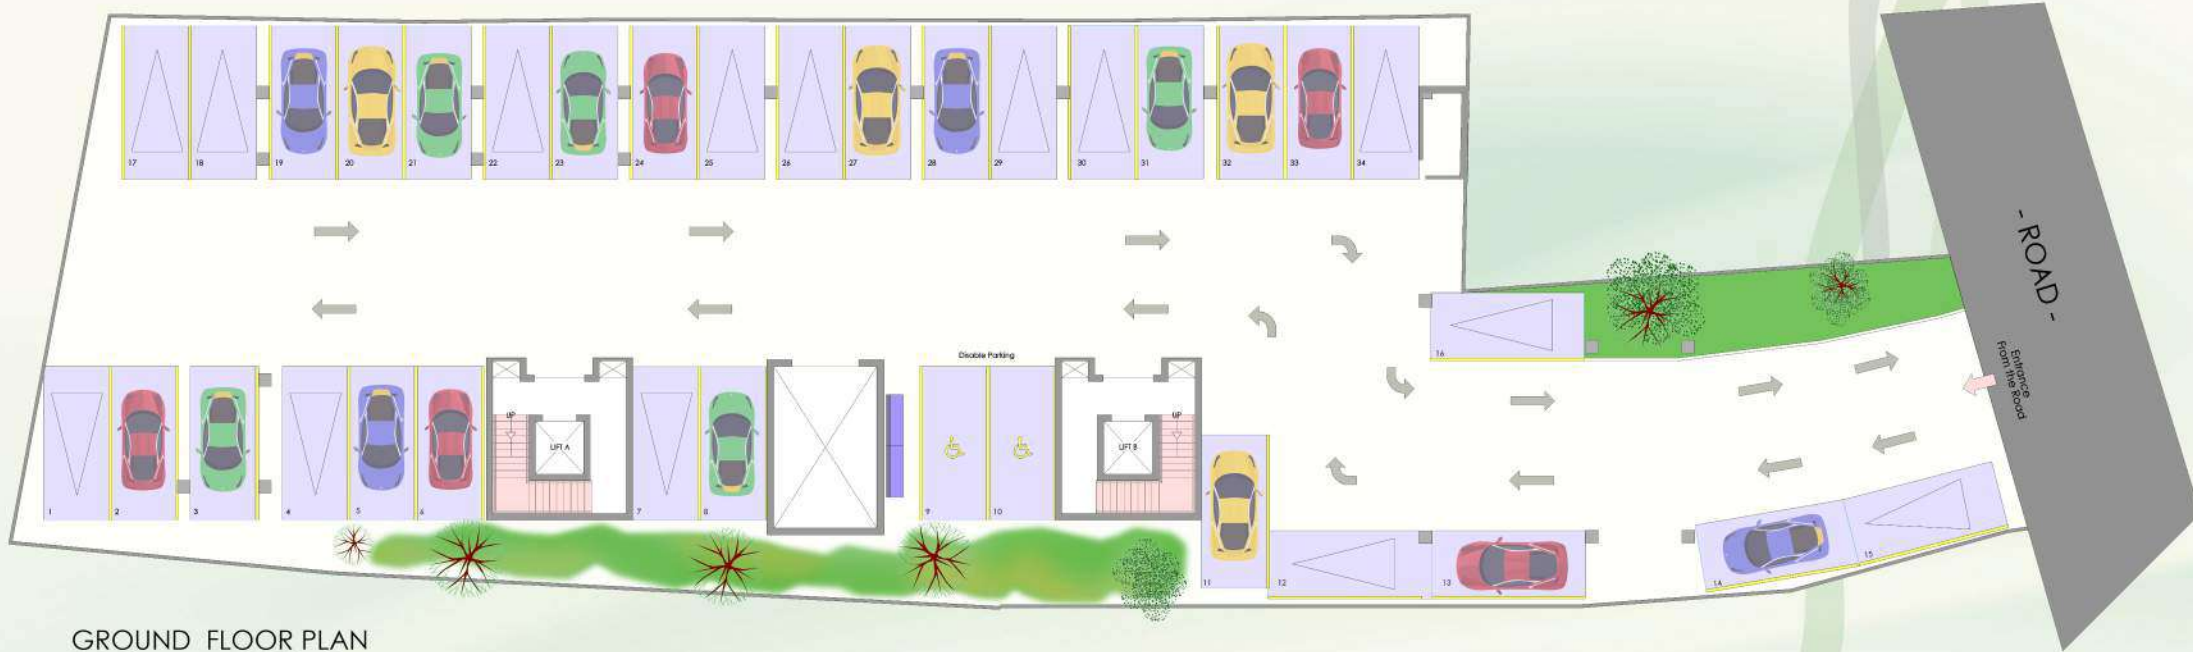 17 18 19 20 21 22 23 24 25 26 27 28 29 30 31 32 33 34
- ROAD -
Entrance
From the Road
16
Disable Parking
UP
LIFT A
UP
LIFT B
1 2 3 4 5 6 7 8 9 10
11 12 13 14 15
GROUND FLOOR PLAN